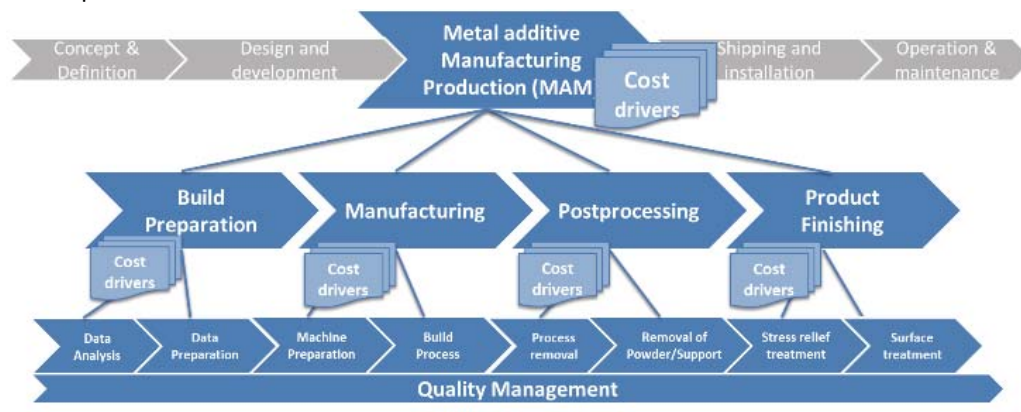 Concept &
Definition
Design and
development
Metal additive
Manufacturing
Production (MAM
Cost
drivers
Shipping and
installation
Operation &
maintenance
Build
Preparation
Manufacturing
Postprocessing
Product
Finishing
Cost
drivers
Cost
drivers
Cost
drivers
Cost
drivers
Data
Analysis
Data
Preparation
Machine
Preparation
Build
Process
Process
removal
Removal of
Powder/Support
Stress relief
treatment
Surface
treatment
Quality Management